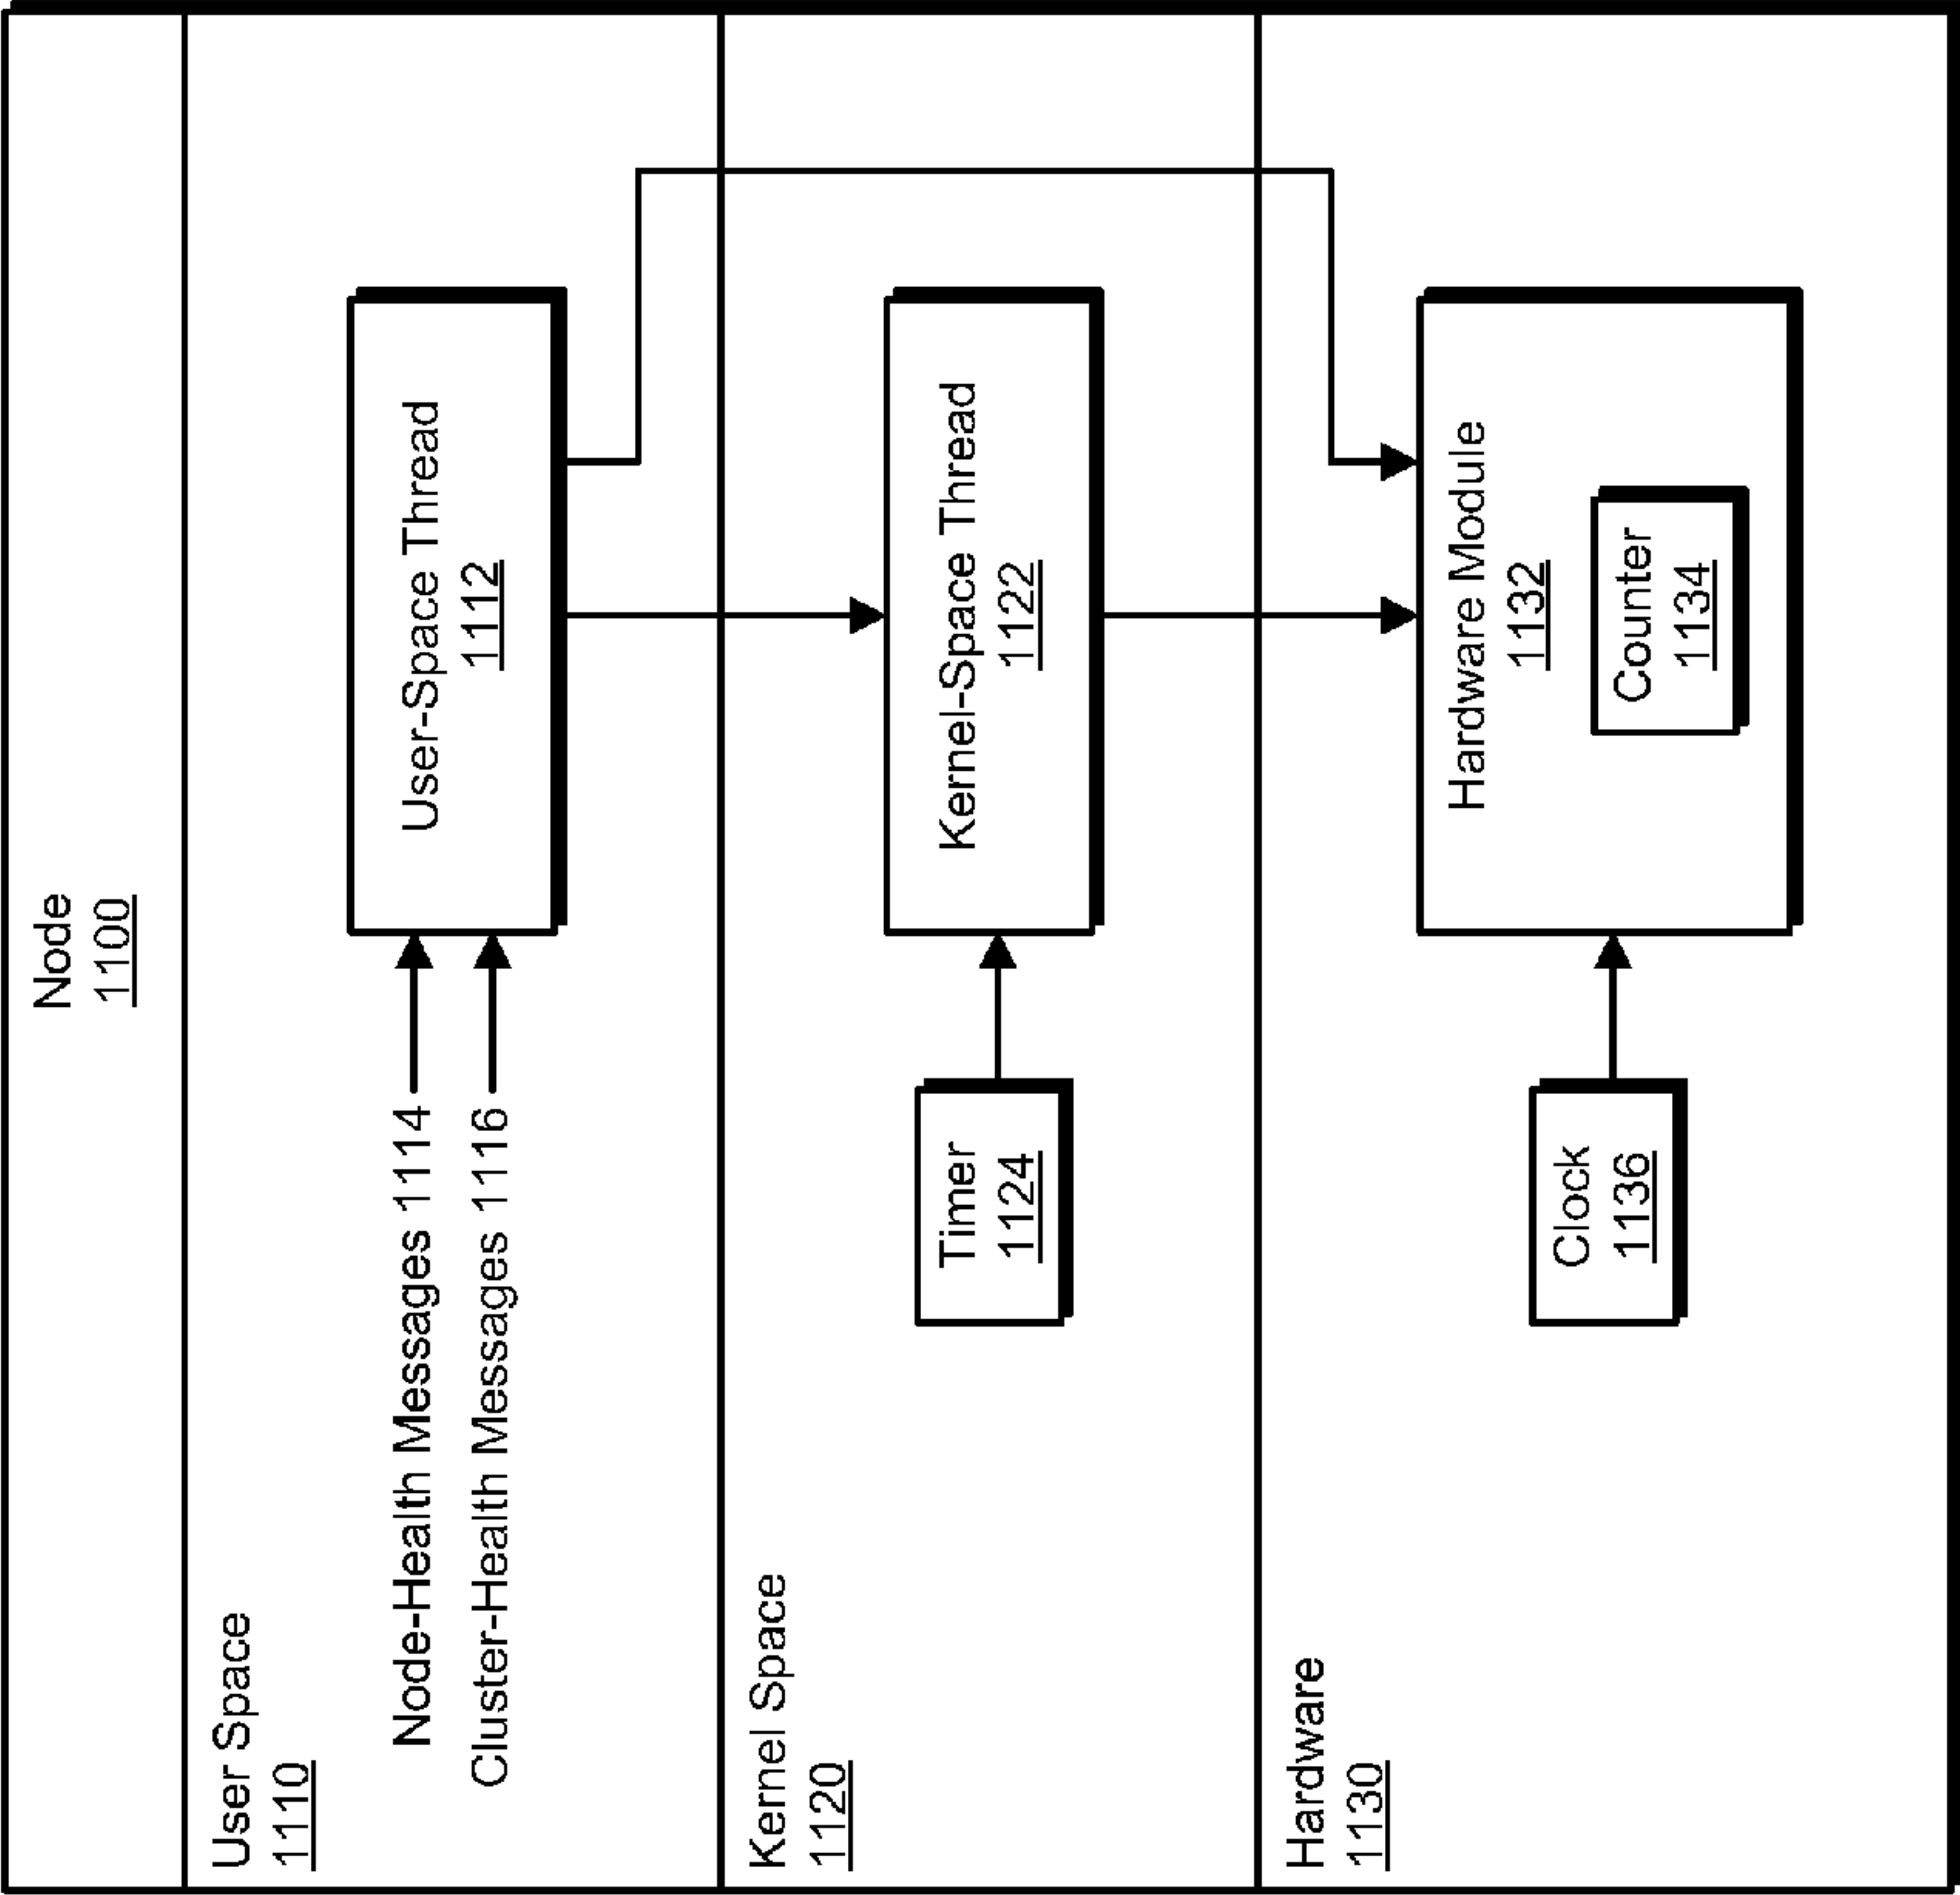 Node
1100
User Space
1110
Node-Health Messages 1114
Cluster-Health Messages 1116
User-Space Thread
1112
Kernel Space
1120
Timer
1124
Kernel-Space Thread
1122
Hardware
1130
Clock
1136
Hardware Module
1132
Counter
1134